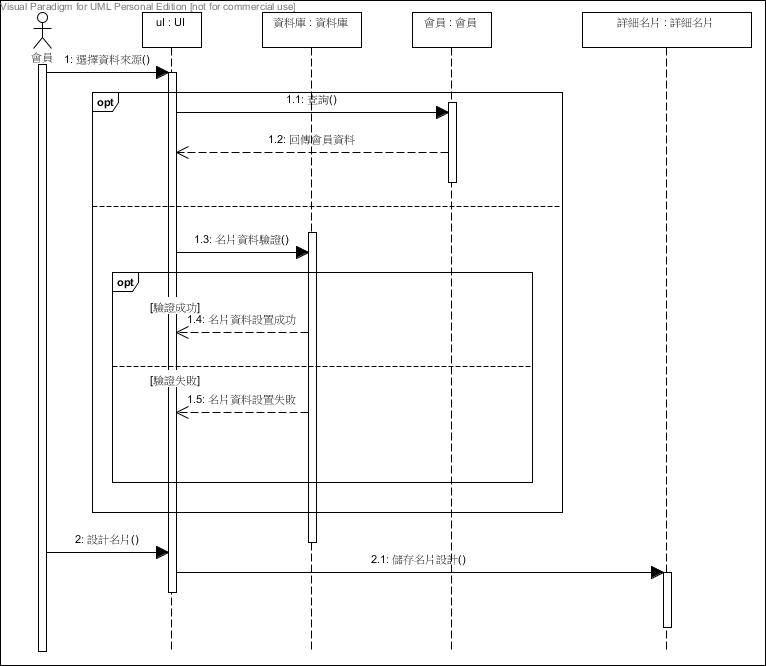 Visual Paradigm for UML Personal Edition [not for commercial use]
uI : UI
資料庫 : 資料庫
會員 : 會員
詳細名片 : 詳細名片
會員
1: 選擇資料來源()
opt
1.1: 查詢()
1.2: 回傳會員資料
1.3: 名片資料驗證()
opt
[驗證成功]
1.4: 名片資料設置成功
[驗證失敗]
1.5: 名片資料設置失敗
2: 設計名片()
2.1: 儲存名片設計()